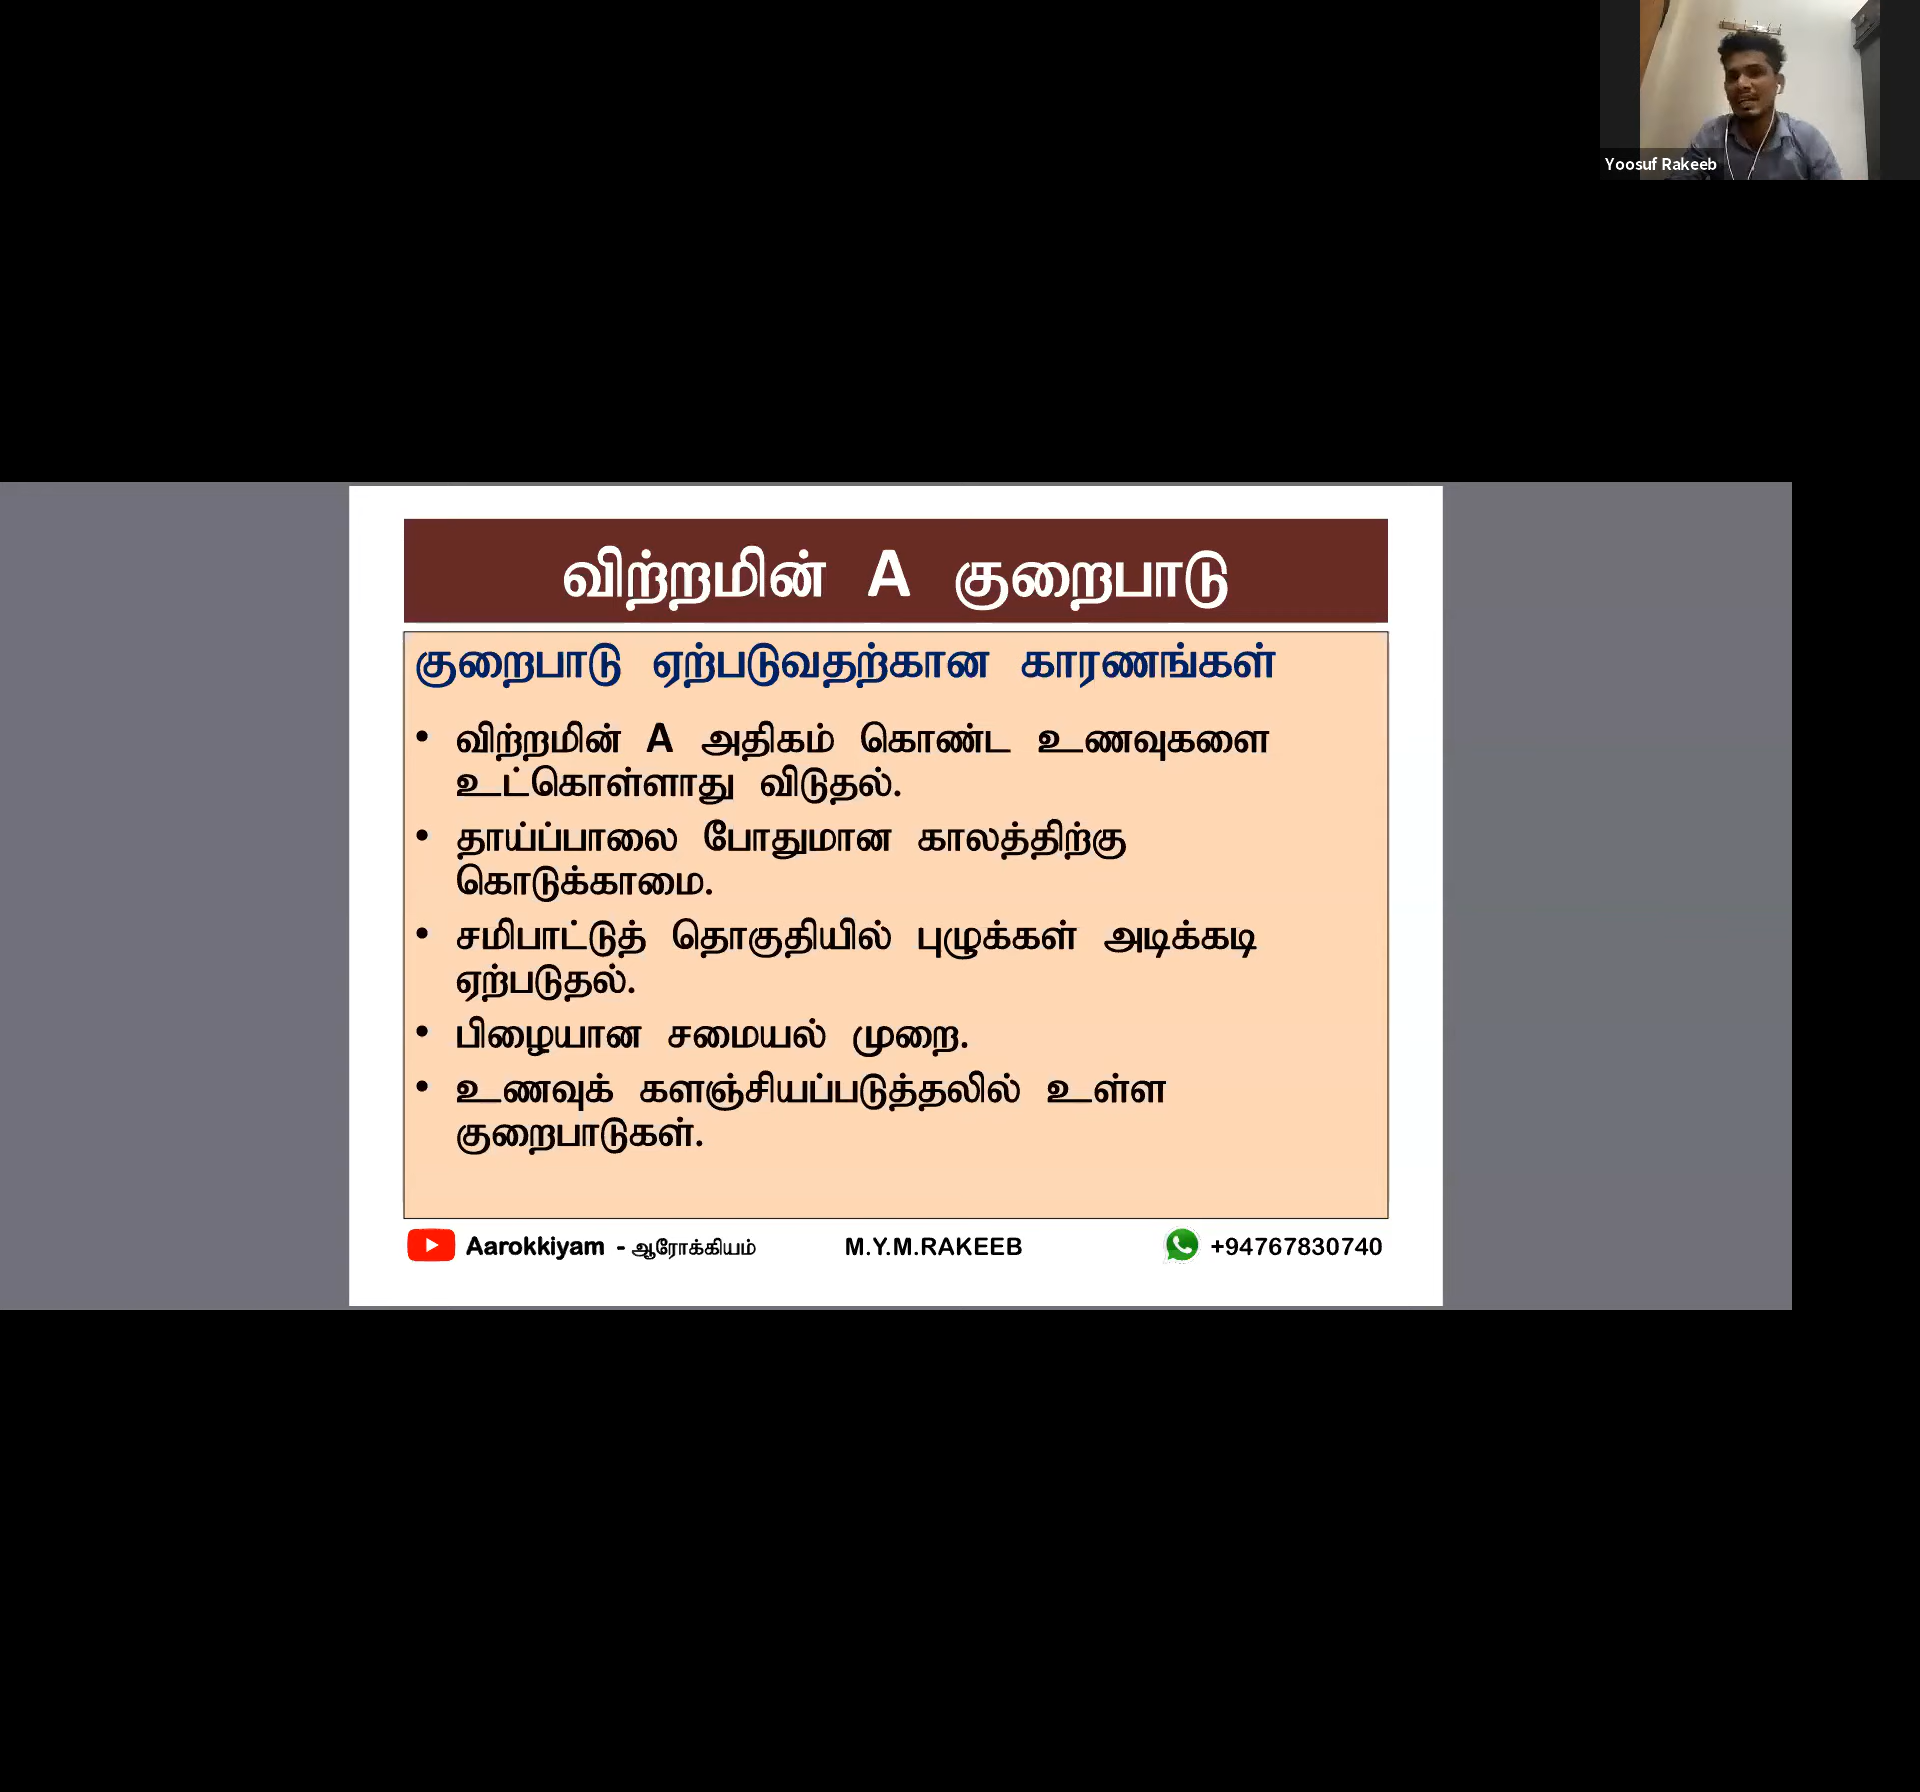 Yoosuf Rakeeb
விற்றமின் A குறைபாடு
குறைபாடு ஏற்படுவதற்கான காரணங்கள்
• விற்றமின் A அதிகம் கொண்ட உணவுகளை
உட்கொள்ளாது விடுதல்.
• தாய்ப்பாலை போதுமான காலத்திற்கு
கொடுக்காமை.
• சமிபாட்டுத் தொகுதியில் புழுக்கள் அடிக்கடி
ஏற்படுதல்.
• பிழையான சமையல் முறை.
• உணவுக் களஞ்சியப்படுத்தலில் உள்ள
குறைபாடுகள்.
Aarokkiyam - ஆரோக்கியம் M.Y.M.RAKEEB +94767830740